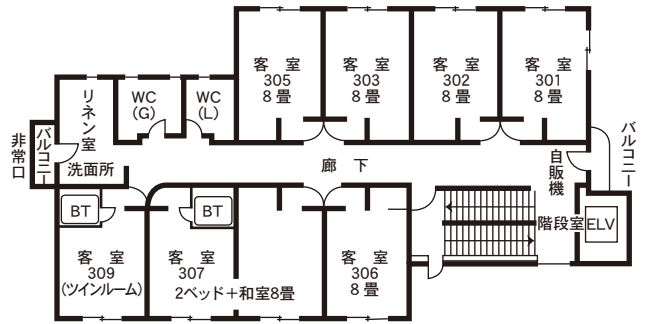 客 室
305
8 畳
客 室
303
8 畳
客 室
302
8 畳
客 室
301
8 畳
リネン室
WC
(G)
WC
(L)
バルコニー
非常口
洗面所
廊 下
自販機
バルコニー
BT
BT
階段室
ELV
客 室
309
(ツインルーム)
客 室
307
2ベッド+和室8畳
客 室
306
8 畳